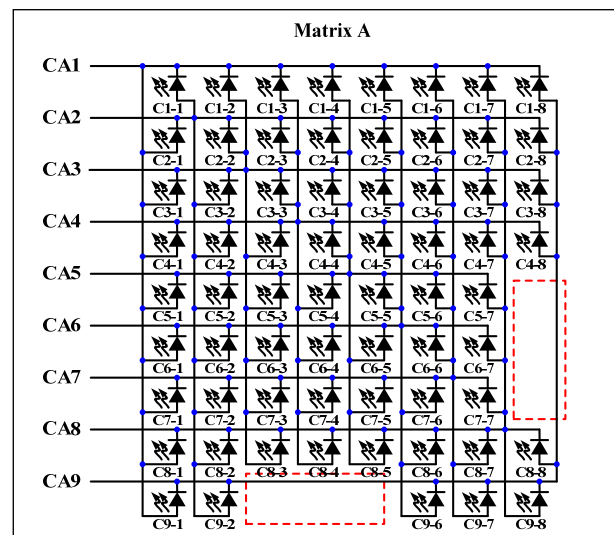 Matrix A
CA1
C1-1 C1-2 C1-3 C1-4 C1-5 C1-6 C1-7 C1-8
CA2
C2-1 C2-2 C2-3 C2-4 C2-5 C2-6 C2-7 C2-8
CA3
C3-1 C3-2 C3-3 C3-4 C3-5 C3-6 C3-7 C3-8
CA4
C4-1 C4-2 C4-3 C4-4 C4-5 C4-6 C4-7 C4-8
CA5
C5-1 C5-2 C5-3 C5-4 C5-5 C5-6 C5-7
CA6
C6-1 C6-2 C6-3 C6-4 C6-5 C6-6 C6-7
CA7
C7-1 C7-2 C7-3 C7-4 C7-5 C7-6 C7-7
CA8
C8-1 C8-2 C8-3 C8-4 C8-5 C8-6 C8-7 C8-8
CA9
C9-1 C9-2 C9-6 C9-7 C9-8